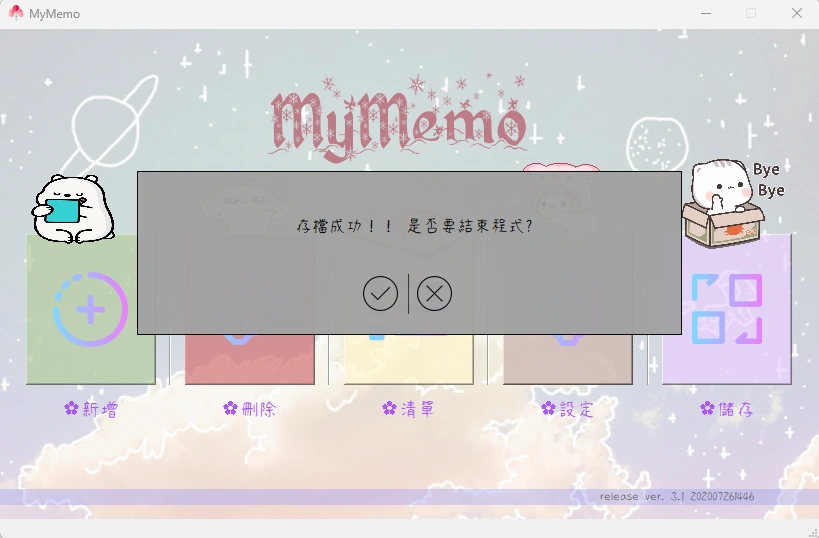 MyMemo
MyMemo
Bye
Bye
存檔成功!! 是否要結束程式?
✿新增
✿刪除
✿清單
✿設定
✿儲存
release ver. 3.1 202007261446